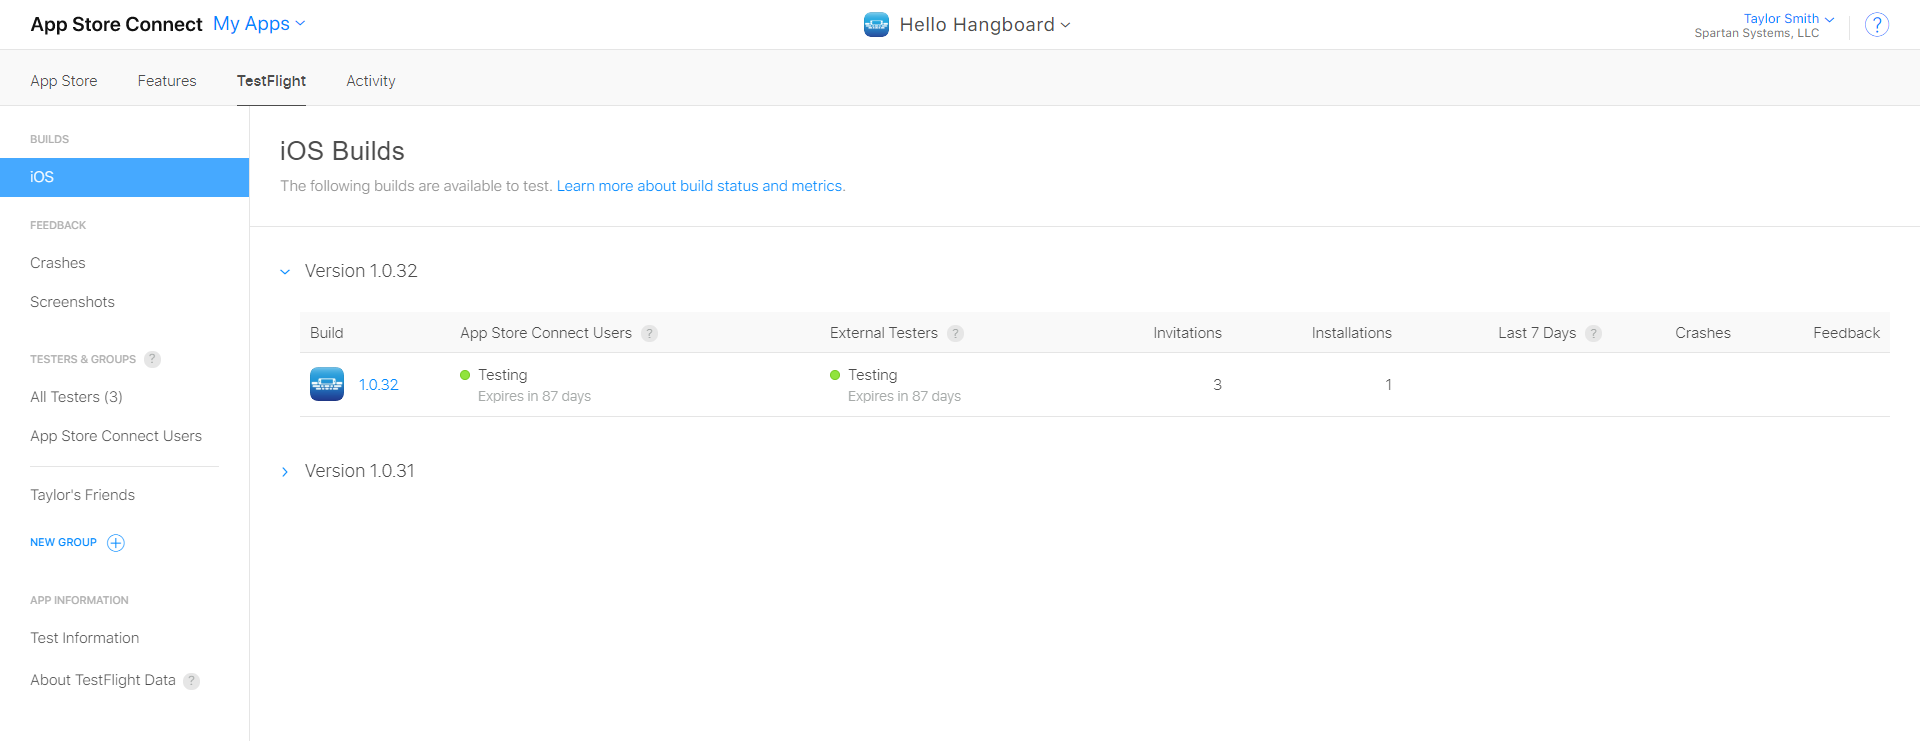 App Store Connect My Apps
Hello Hangboard
Taylor Smith
Spartan Systems, LLC
?
App Store Features TestFlight Activity
BUILDS
iOS
FEEDBACK
Crashes
Screenshots
TESTERS & GROUPS ?
All Testers (3)
App Store Connect Users
Taylor's Friends
NEW GROUP
APP INFORMATION
Test Information
About TestFlight Data ?
iOS Builds
The following builds are available to test. Learn more about build status and metrics.
Version 1.0.32
Build App Store Connect Users ? External Testers ? Invitations Installations Last 7 Days ? Crashes Feedback
1.0.32 Testing Testing 3 1
Expires in 87 days Expires in 87 days
Version 1.0.31